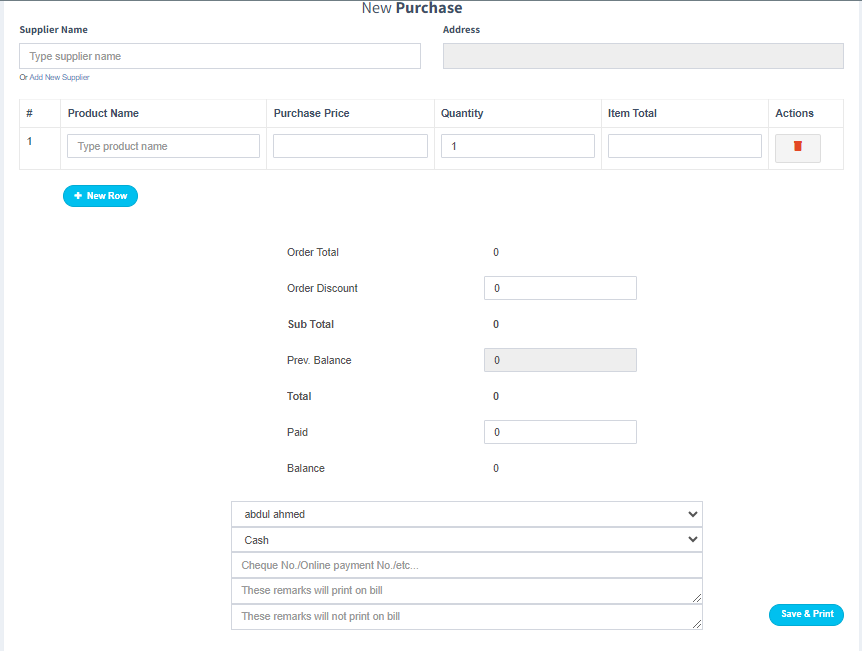 New Purchase
Supplier Name Address
Type supplier name
Or Add New Supplier
# Product Name Purchase Price Quantity Item Total Actions
1 Type product name 1
+ New Row
Order Total 0
Order Discount 0
Sub Total 0
Prev. Balance 0
Total 0
Paid 0
Balance 0
abdul ahmed
Cash
Cheque No./Online payment No./etc...
These remarks will print on bill
These remarks will not print on bill
Save & Print